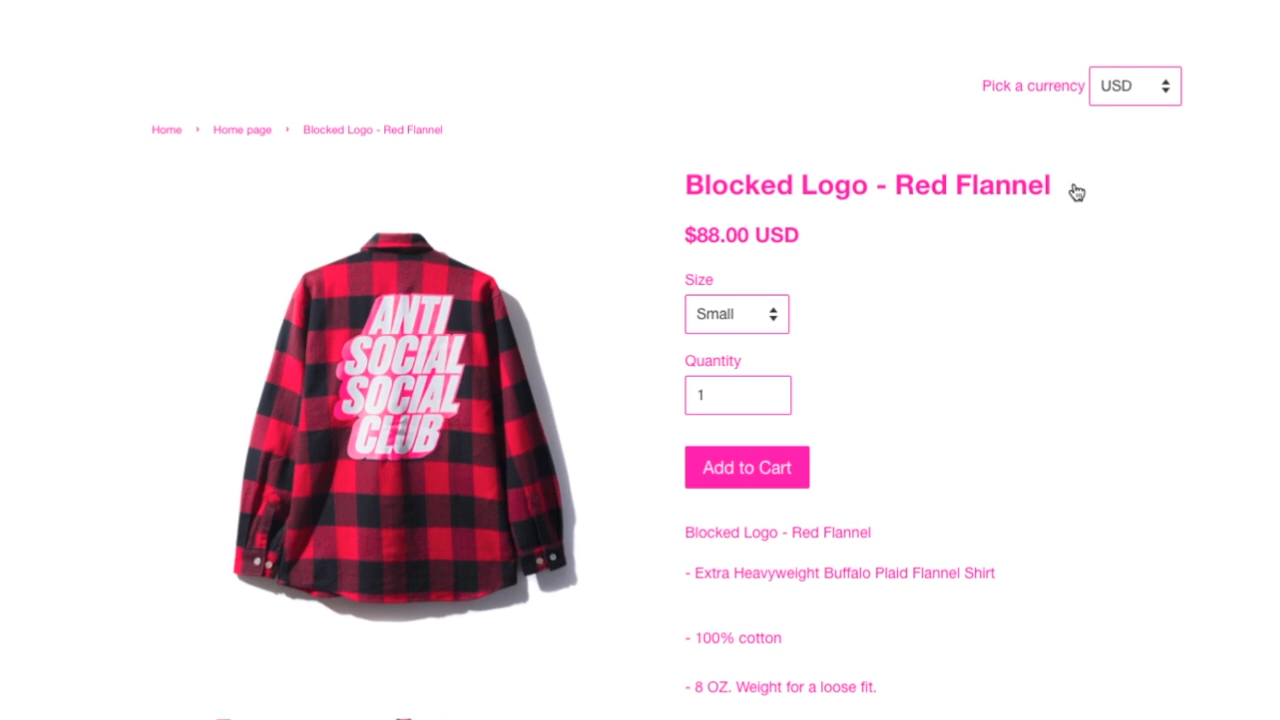 Pick a currency USD
Home › Home page › Blocked Logo - Red Flannel
Blocked Logo - Red Flannel
$88.00 USD
Size
Small
Quantity
1
Add to Cart
Blocked Logo - Red Flannel
- Extra Heavyweight Buffalo Plaid Flannel Shirt
- 100% cotton
- 8 OZ. Weight for a loose fit.
ANTI
SOCIAL
SOCIAL
CLUB